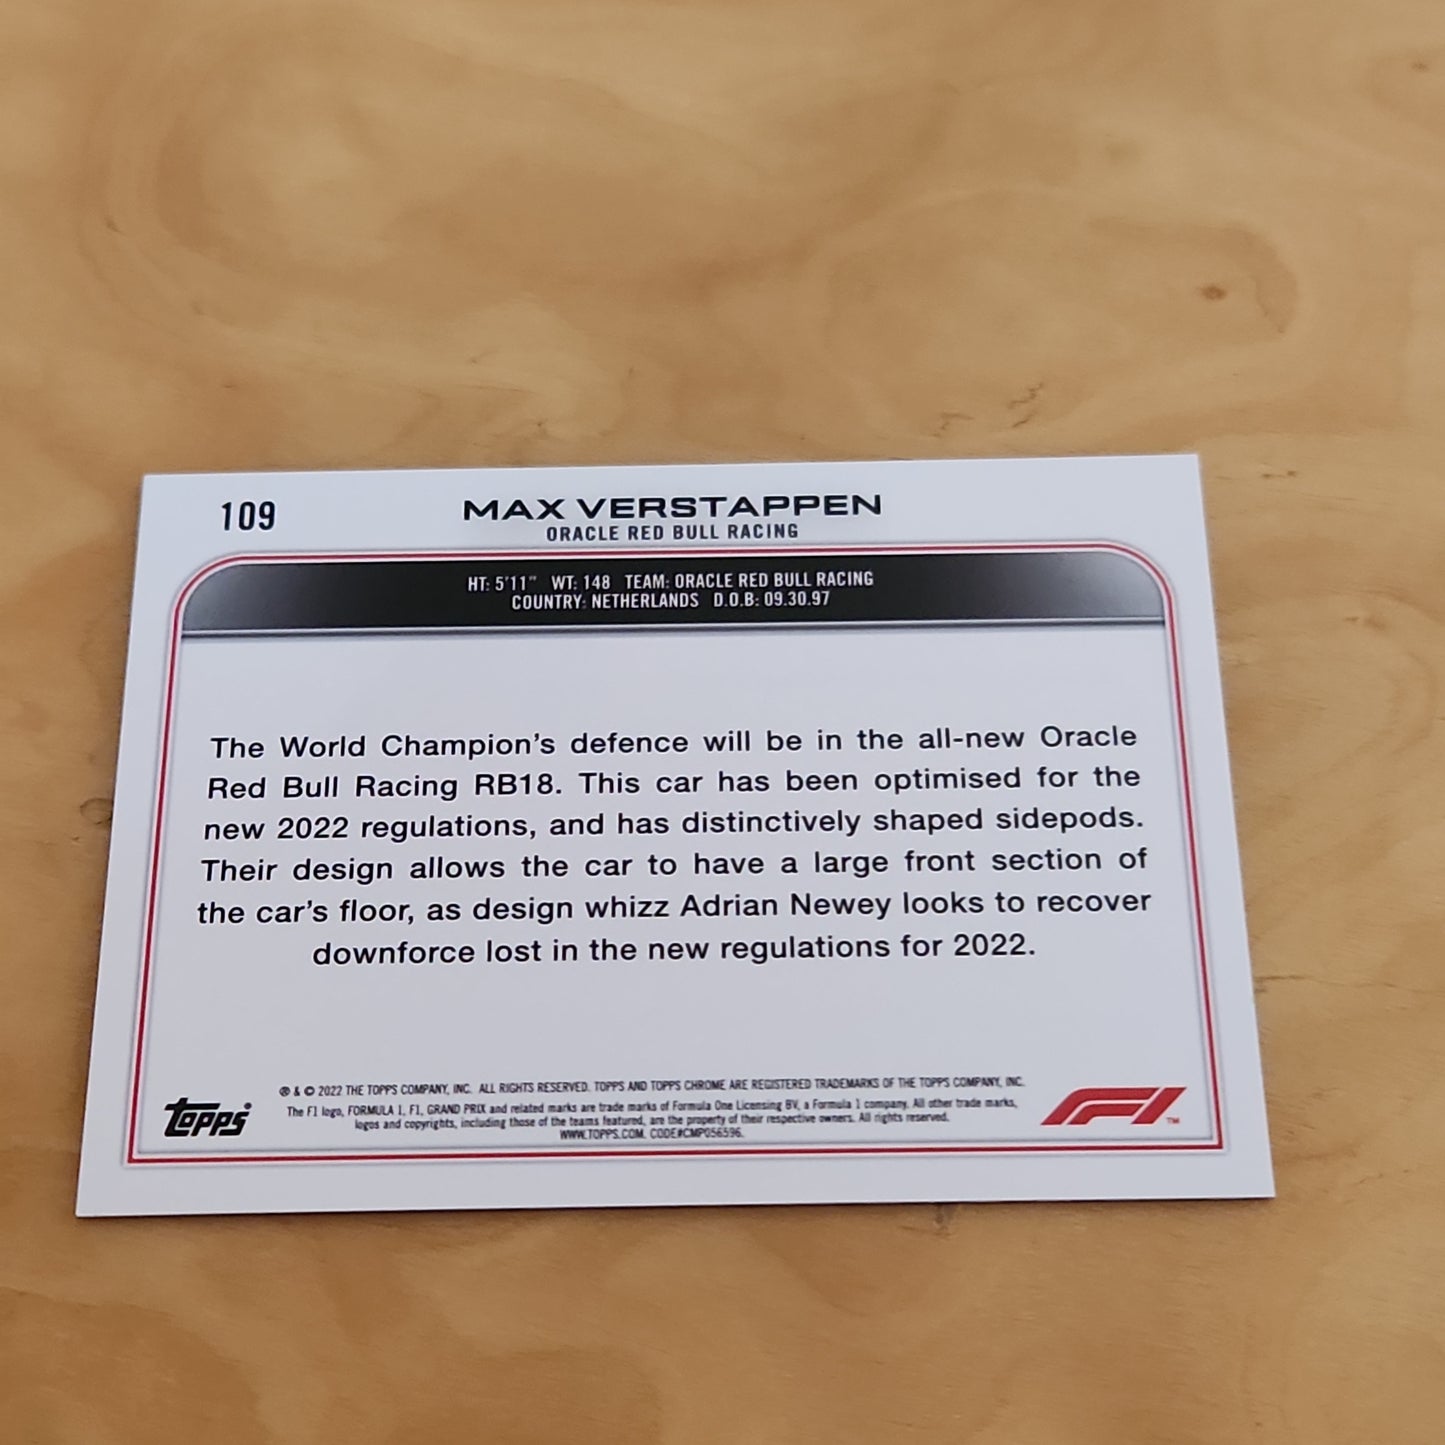 109
MAX VERSTAPPEN
ORACLE RED BULL RACING
HT: 5'11" WT: 148 TEAM: ORACLE RED BULL RACING
COUNTRY: NETHERLANDS D.O.B: 09.30.97
The World Champion's defence will be in the all-new Oracle
Red Bull Racing RB18. This car has been optimised for the
new 2022 regulations, and has distinctively shaped sidepods.
Their design allows the car to have a large front section of
the car's floor, as design whizz Adrian Newey looks to recover
downforce lost in the new regulations for 2022.
® & © 2022 THE TOPPS COMPANY, INC. ALL RIGHTS RESERVED. TOPPS AND TOPPS CHROME ARE REGISTERED TRADEMARKS OF THE TOPPS COMPANY, INC.
The F1 logo, FORMULA 1, F1, GRAND PRIX and related marks are trade marks of Formula One Licensing BV, a Formula 1 company. All other trade marks,
logos and copyrights, including those of the teams featured, are the property of their respective owners. All rights reserved.
WWW.TOPPS.COM. CODE#CMP056596.
topps
F1 ™